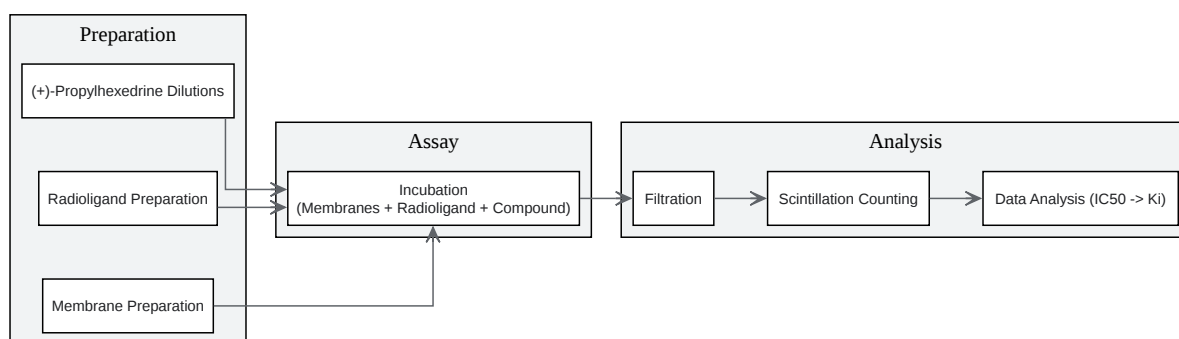 Preparation
(+)-Propylhexedrine Dilutions
Radioligand Preparation
Membrane Preparation
Assay
Incubation
(Membranes + Radioligand + Compound)
Analysis
Filtration
Scintillation Counting
Data Analysis (IC50 -> Ki)